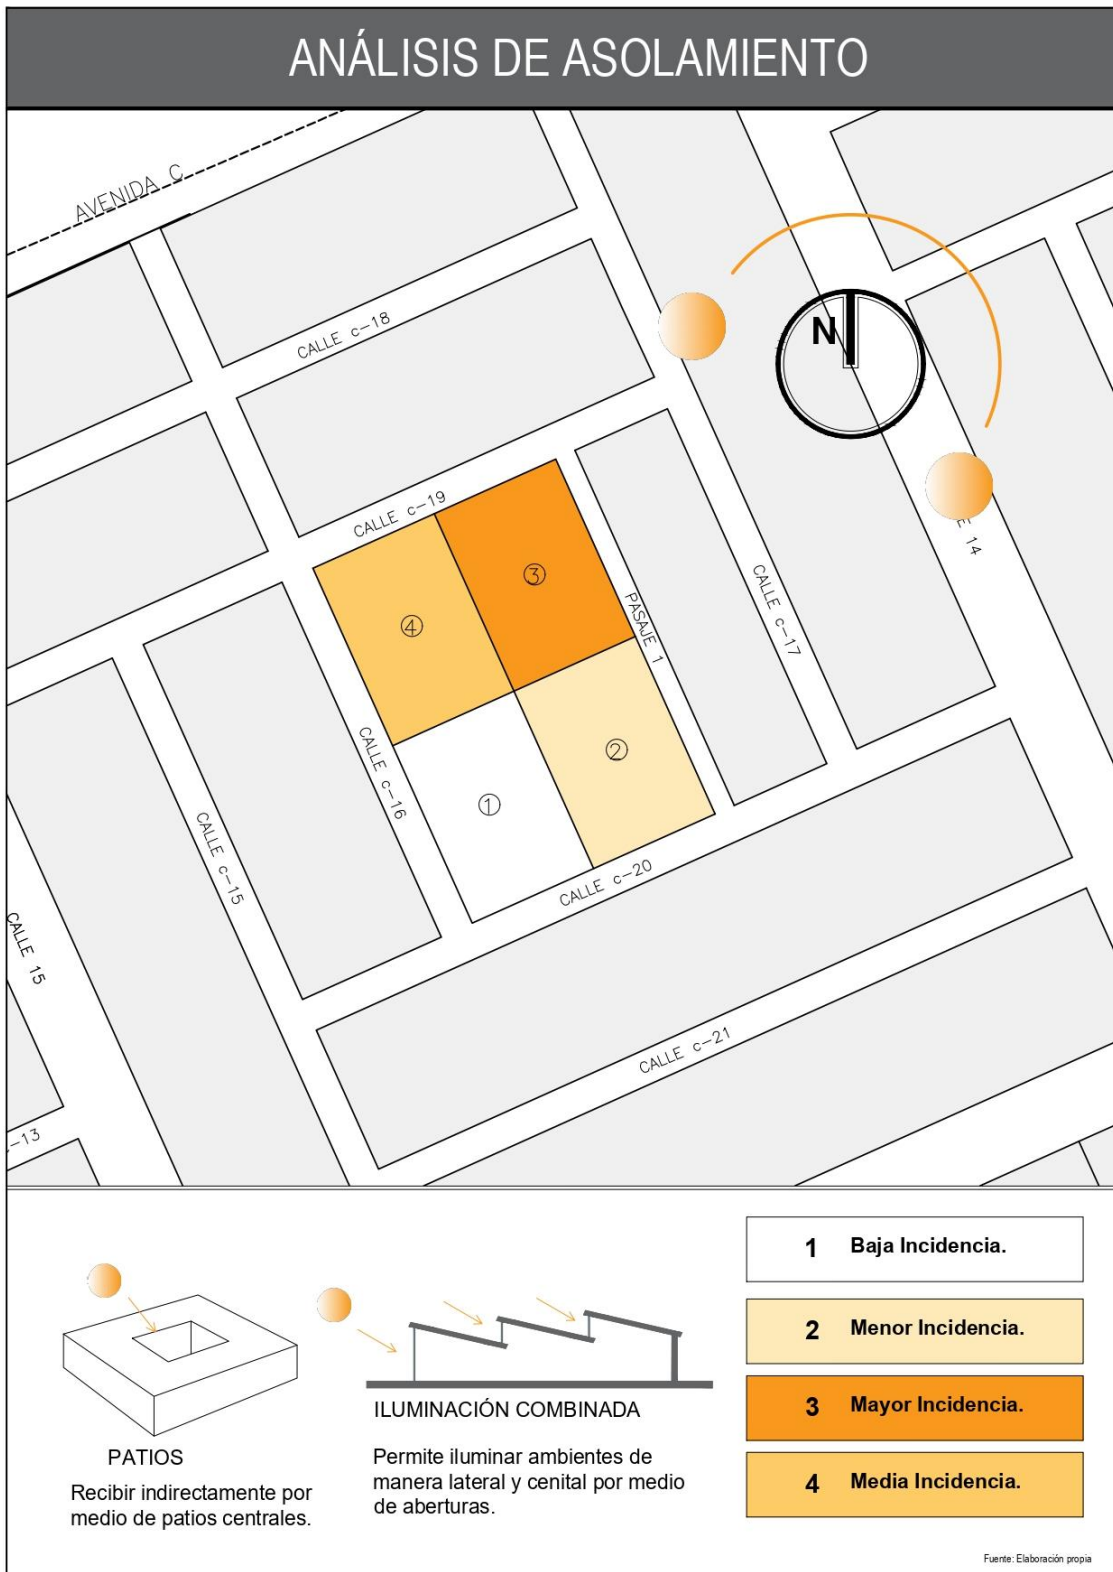 ANÁLISIS DE ASOLAMIENTO
AVENIDA C
CALLE c-18
N
CALLE c-19
E 14
3
4
PASAJE 1
CALLE c-17
2
CALLE c-16
1
CALLE c-15
CALLE c-20
CALLE 15
CALLE c-21
-13
1 Baja Incidencia.
2 Menor Incidencia.
3 Mayor Incidencia.
4 Media Incidencia.
PATIOS
Recibir indirectamente por
medio de patios centrales.
ILUMINACIÓN COMBINADA
Permite iluminar ambientes de
manera lateral y cenital por medio
de aberturas.
Fuente: Elaboración propia